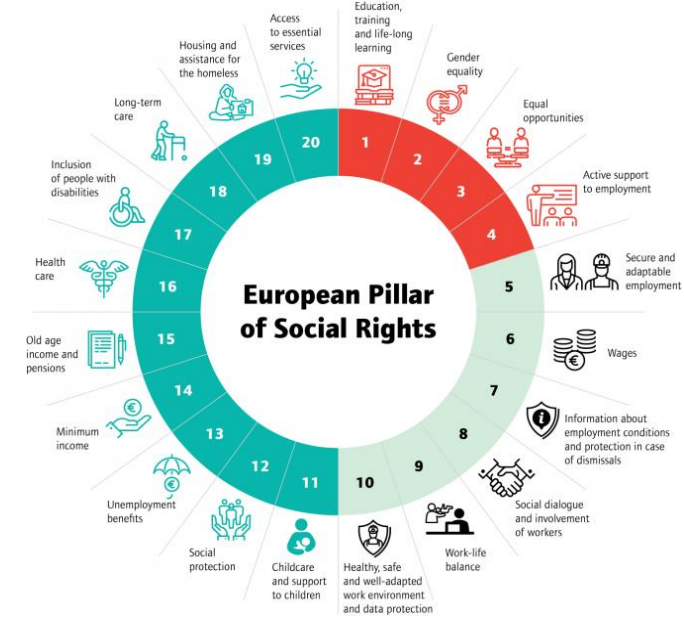 European Pillar
of Social Rights
1
Education,
training
and life-long
learning
2
Gender
equality
3
Equal
opportunities
4
Active support
to employment
5
Secure and
adaptable
employment
6
Wages
€
7
Information about
employment conditions
and protection in case
of dismissals
i
8
Social dialogue
and involvement
of workers
9
Work-life
balance
10
Healthy, safe
and well-adapted
work environment
and data protection
11
Childcare
and support
to children
12
Social
protection
13
Unemployment
benefits
€
14
Minimum
income
€
15
Old age
income and
pensions
16
Health
care
17
Inclusion
of people with
disabilities
18
Long-term
care
19
Housing and
assistance for
the homeless
20
Access
to essential
services